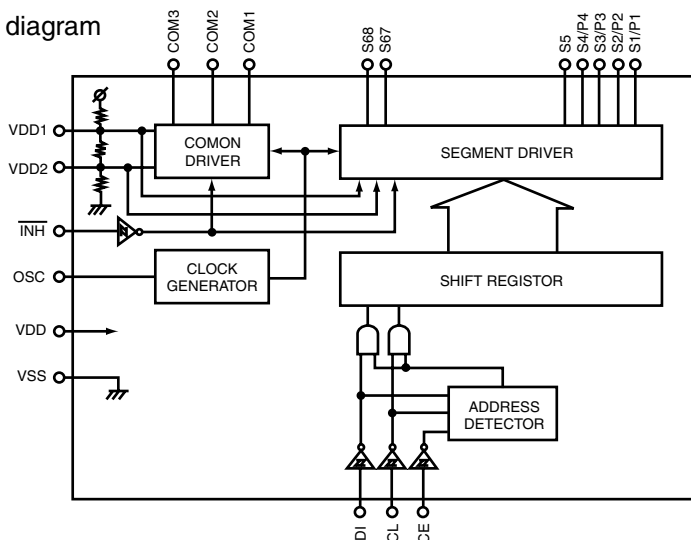 diagram
COM3
COM2
COM1
S68
S67
S5
S4/P4
S3/P3
S2/P2
S1/P1
VDD1
VDD2
INH
OSC
VDD
VSS
COMON
DRIVER
SEGMENT DRIVER
CLOCK
GENERATOR
SHIFT REGISTOR
ADDRESS
DETECTOR
DI
CL
CE